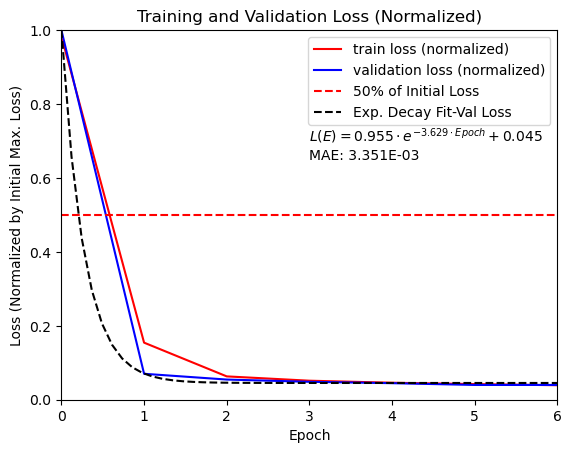 Training and Validation Loss (Normalized)
Loss (Normalized by Initial Max. Loss)
1.0
0.8
0.6
0.4
0.2
0.0
train loss (normalized)
validation loss (normalized)
50% of Initial Loss
Exp. Decay Fit-Val Loss
L(E) = 0.955 · e^{-3.629 · Epoch} + 0.045
MAE: 3.351E-03
0 1 2 3 4 5 6
Epoch